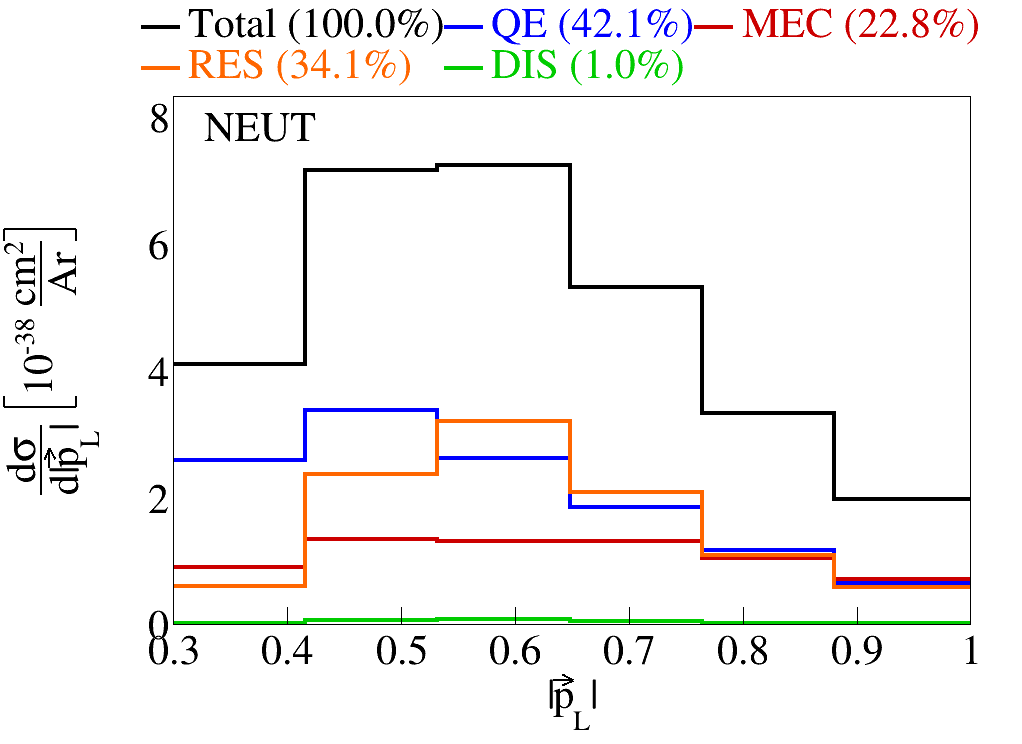 Total (100.0%) QE (42.1%) MEC (22.8%)
RES (34.1%) DIS (1.0%)
NEUT
8
6
4
2
0
0.3 0.4 0.5 0.6 0.7 0.8 0.9 1
|p⃗_L|
dσ/d|p⃗_L| [10^-38 cm²/Ar]